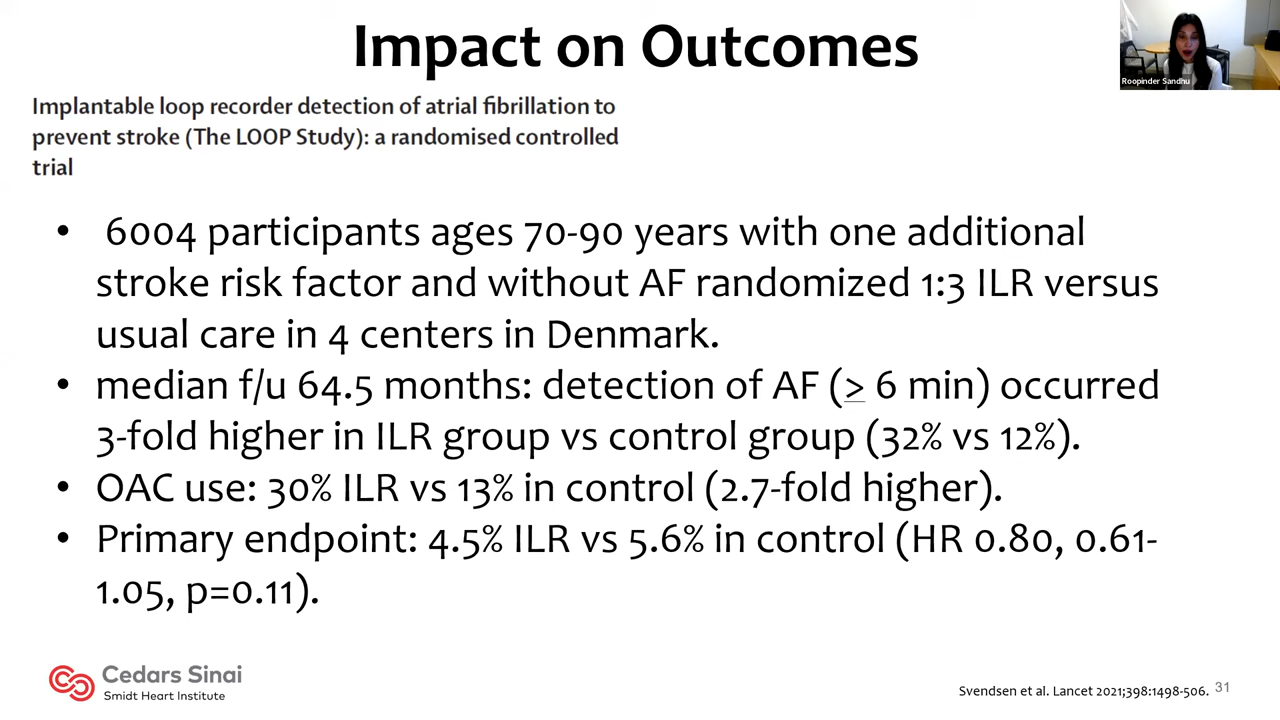 Impact on Outcomes
Roopinder Sandhu
Implantable loop recorder detection of atrial fibrillation to
prevent stroke (The LOOP Study): a randomised controlled
trial
• 6004 participants ages 70-90 years with one additional
stroke risk factor and without AF randomized 1:3 ILR versus
usual care in 4 centers in Denmark.
• median f/u 64.5 months: detection of AF (≥ 6 min) occurred
3-fold higher in ILR group vs control group (32% vs 12%).
• OAC use: 30% ILR vs 13% in control (2.7-fold higher).
• Primary endpoint: 4.5% ILR vs 5.6% in control (HR 0.80, 0.61-
1.05, p=0.11).
Cedars Sinai
Smidt Heart Institute
Svendsen et al. Lancet 2021;398:1498-506. 31